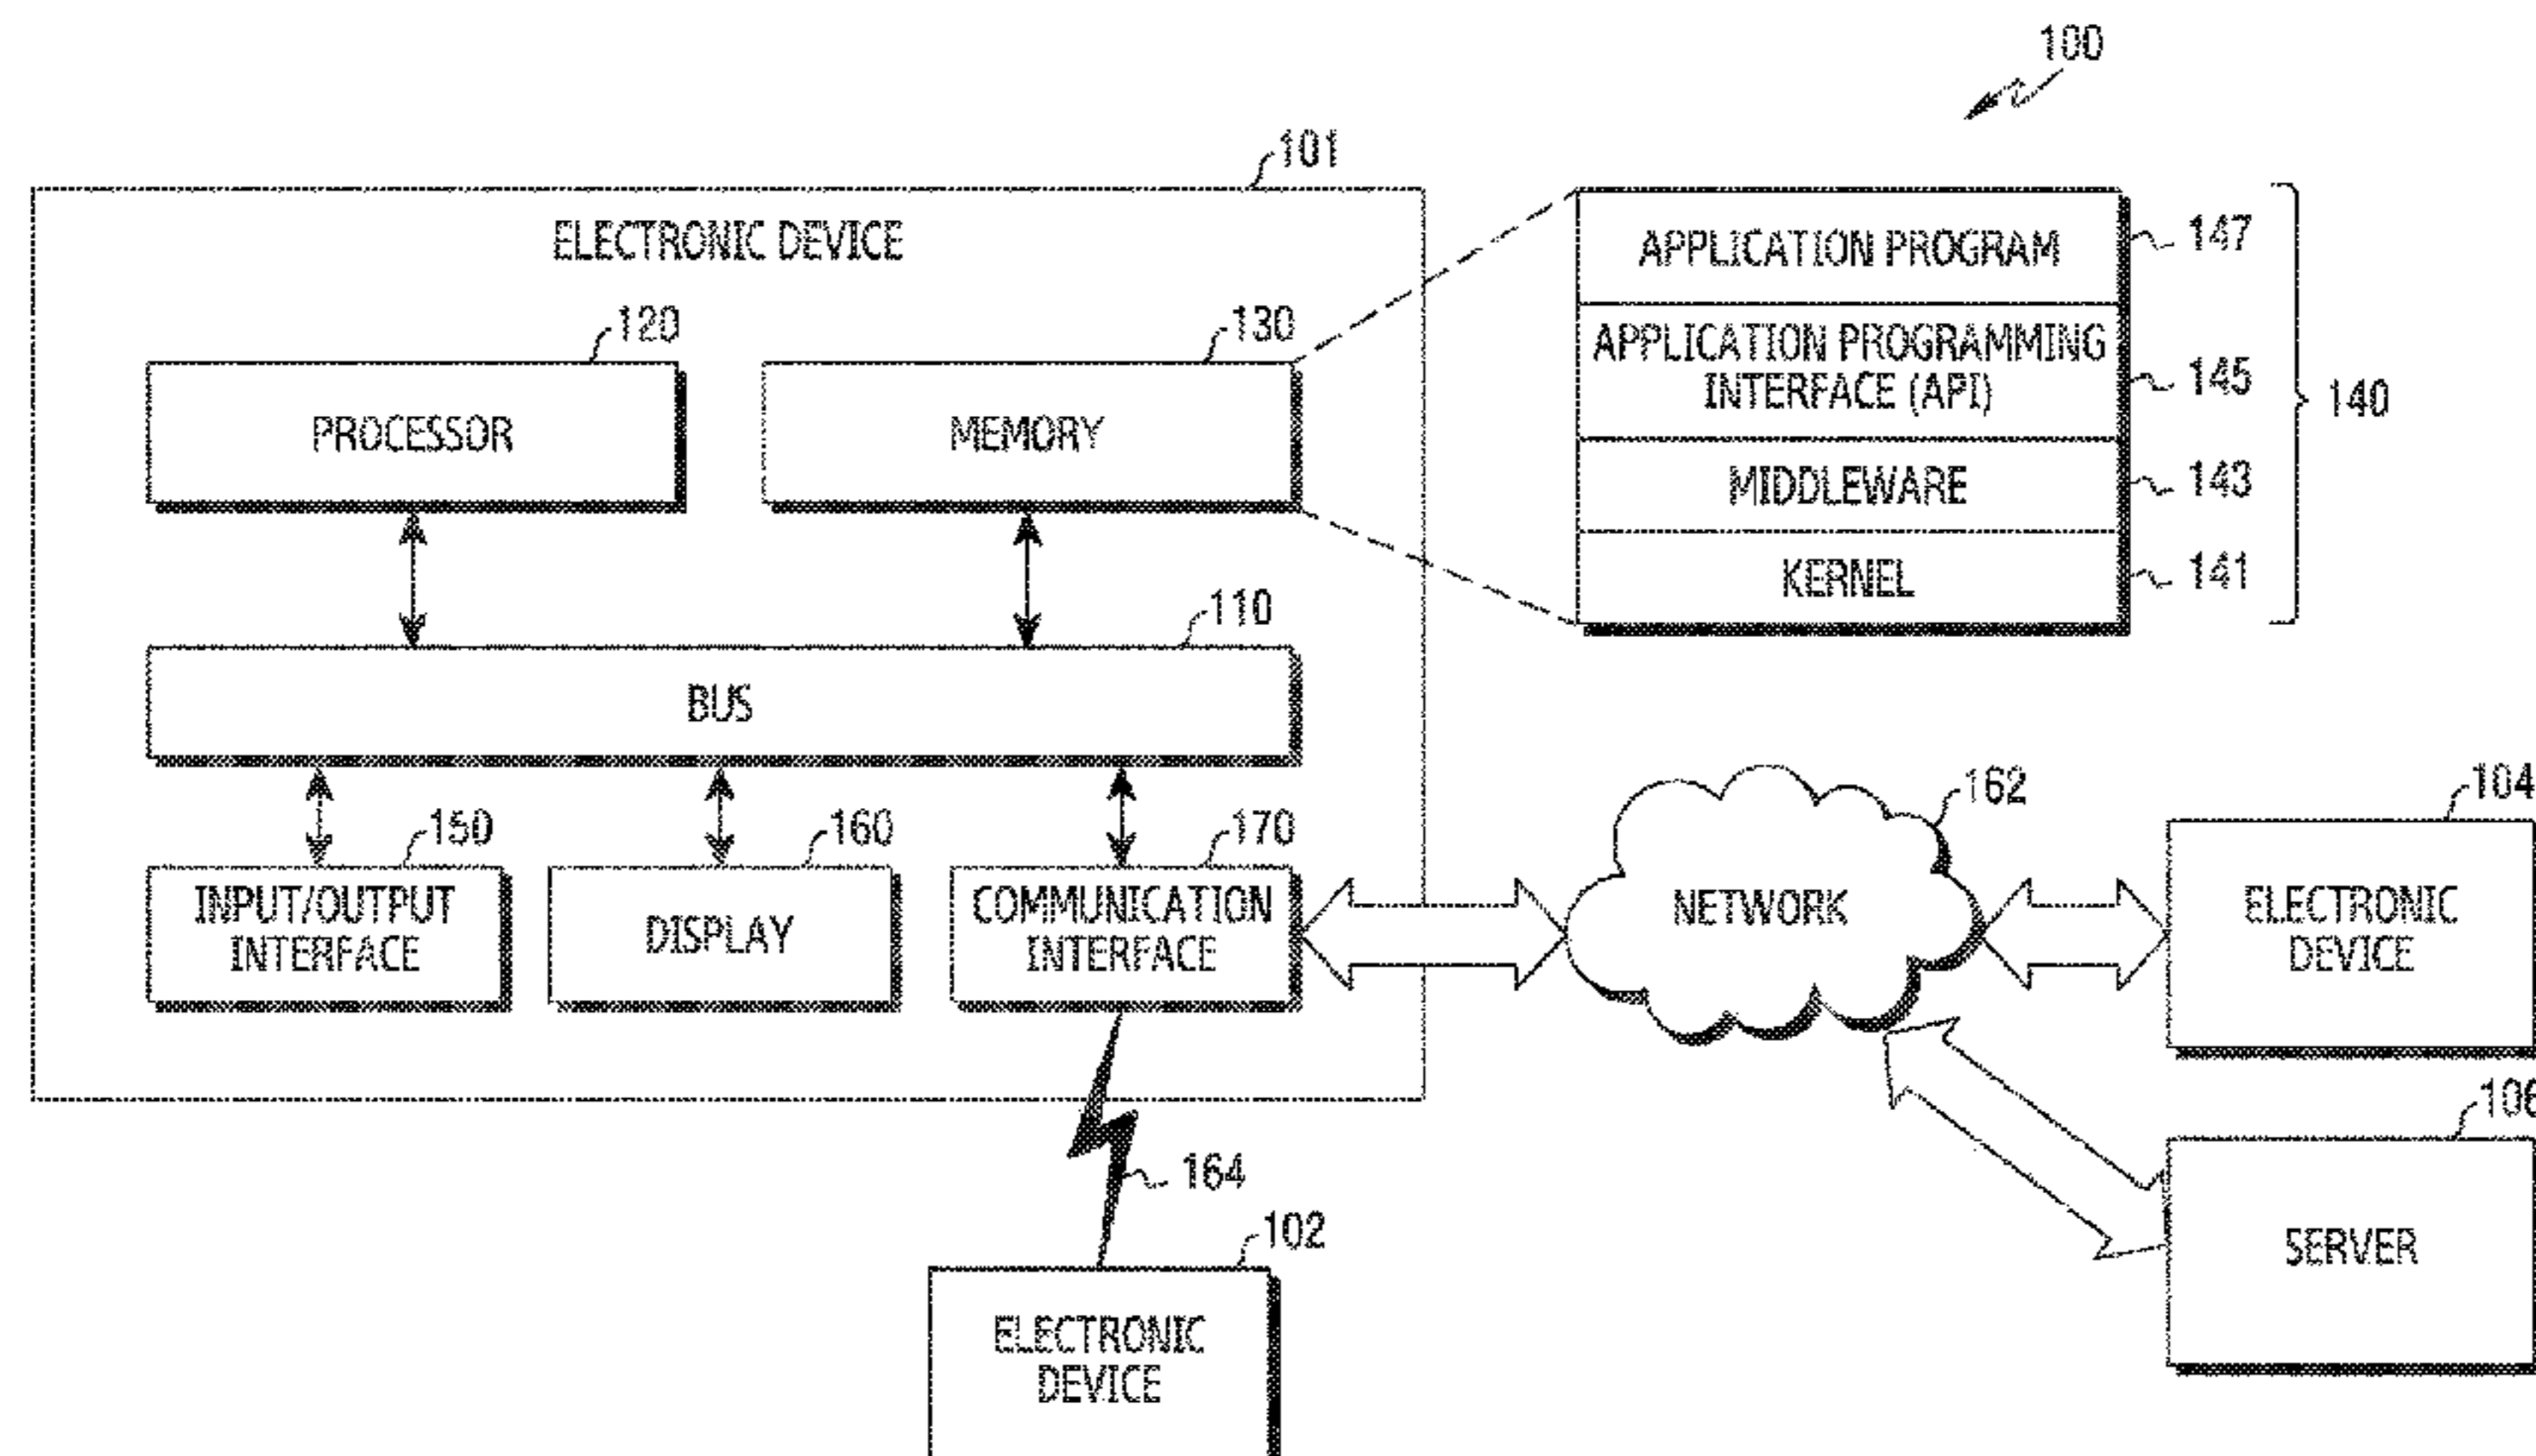 100
101
ELECTRONIC DEVICE
120
PROCESSOR
130
MEMORY
APPLICATION PROGRAM
147
APPLICATION PROGRAMMING
INTERFACE (API)
145
MIDDLEWARE
143
KERNEL
141
140
110
BUS
150
INPUT/OUTPUT
INTERFACE
160
DISPLAY
170
COMMUNICATION
INTERFACE
162
NETWORK
104
ELECTRONIC
DEVICE
106
SERVER
164
102
ELECTRONIC
DEVICE